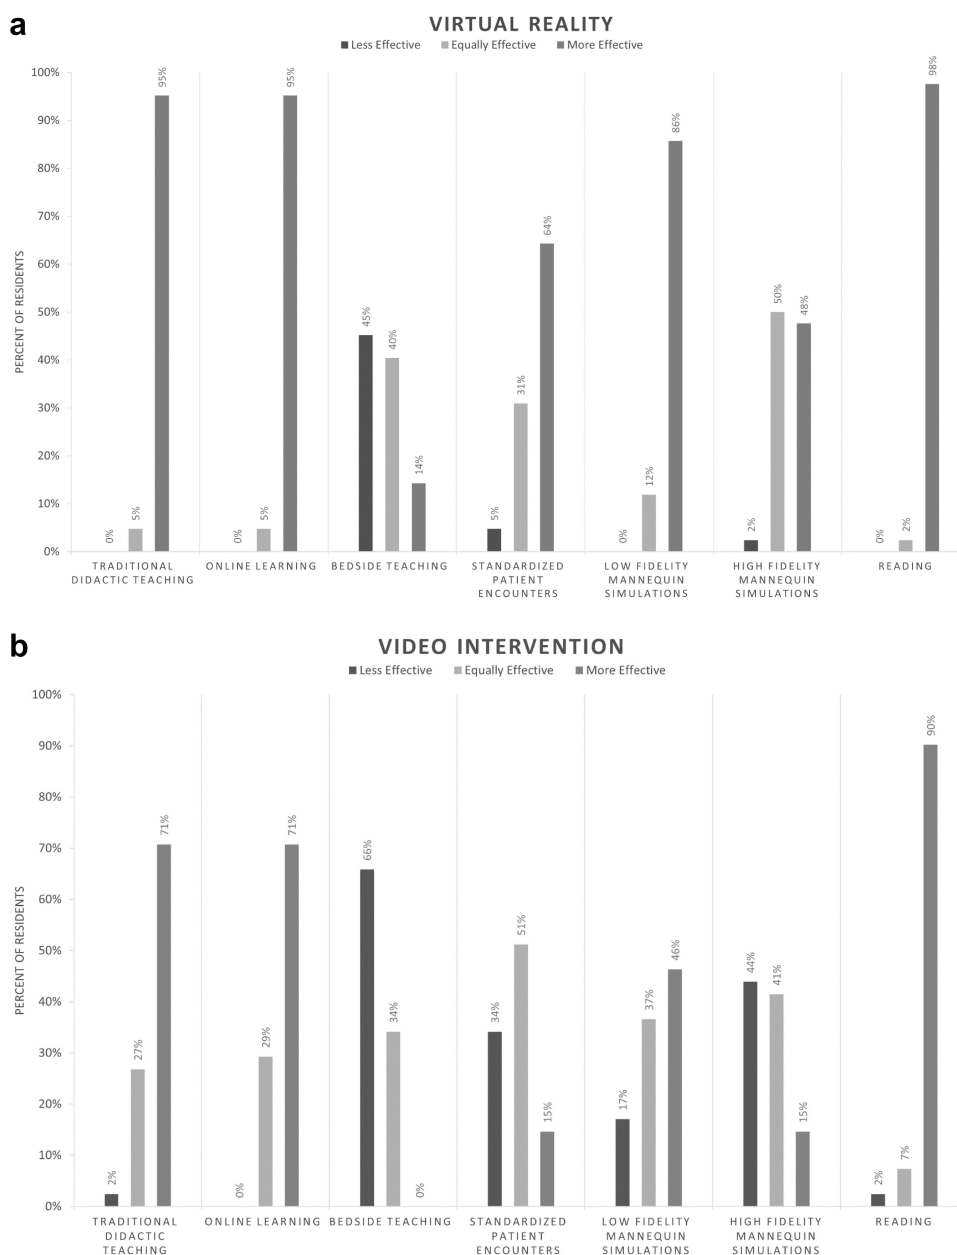 a
VIRTUAL REALITY
Less Effective Equally Effective More Effective
PERCENT OF RESIDENTS
100%
90%
80%
70%
60%
50%
40%
30%
20%
10%
0%
0% 5% 95%
0% 5% 95%
45% 40% 14%
5% 31% 64%
0% 12% 86%
2% 50% 48%
0% 2% 98%
TRADITIONAL
DIDACTIC TEACHING
ONLINE LEARNING
BEDSIDE TEACHING
STANDARDIZED
PATIENT
ENCOUNTERS
LOW FIDELITY
MANNEQUIN
SIMULATIONS
HIGH FIDELITY
MANNEQUIN
SIMULATIONS
READING
b
VIDEO INTERVENTION
Less Effective Equally Effective More Effective
PERCENT OF RESIDENTS
100%
90%
80%
70%
60%
50%
40%
30%
20%
10%
0%
2% 27% 71%
0% 29% 71%
66% 34% 0%
34% 51% 15%
17% 37% 46%
44% 41% 15%
2% 7% 90%
TRADITIONAL
DIDACTIC
TEACHING
ONLINE LEARNING
BEDSIDE TEACHING
STANDARDIZED
PATIENT
ENCOUNTERS
LOW FIDELITY
MANNEQUIN
SIMULATIONS
HIGH FIDELITY
MANNEQUIN
SIMULATIONS
READING